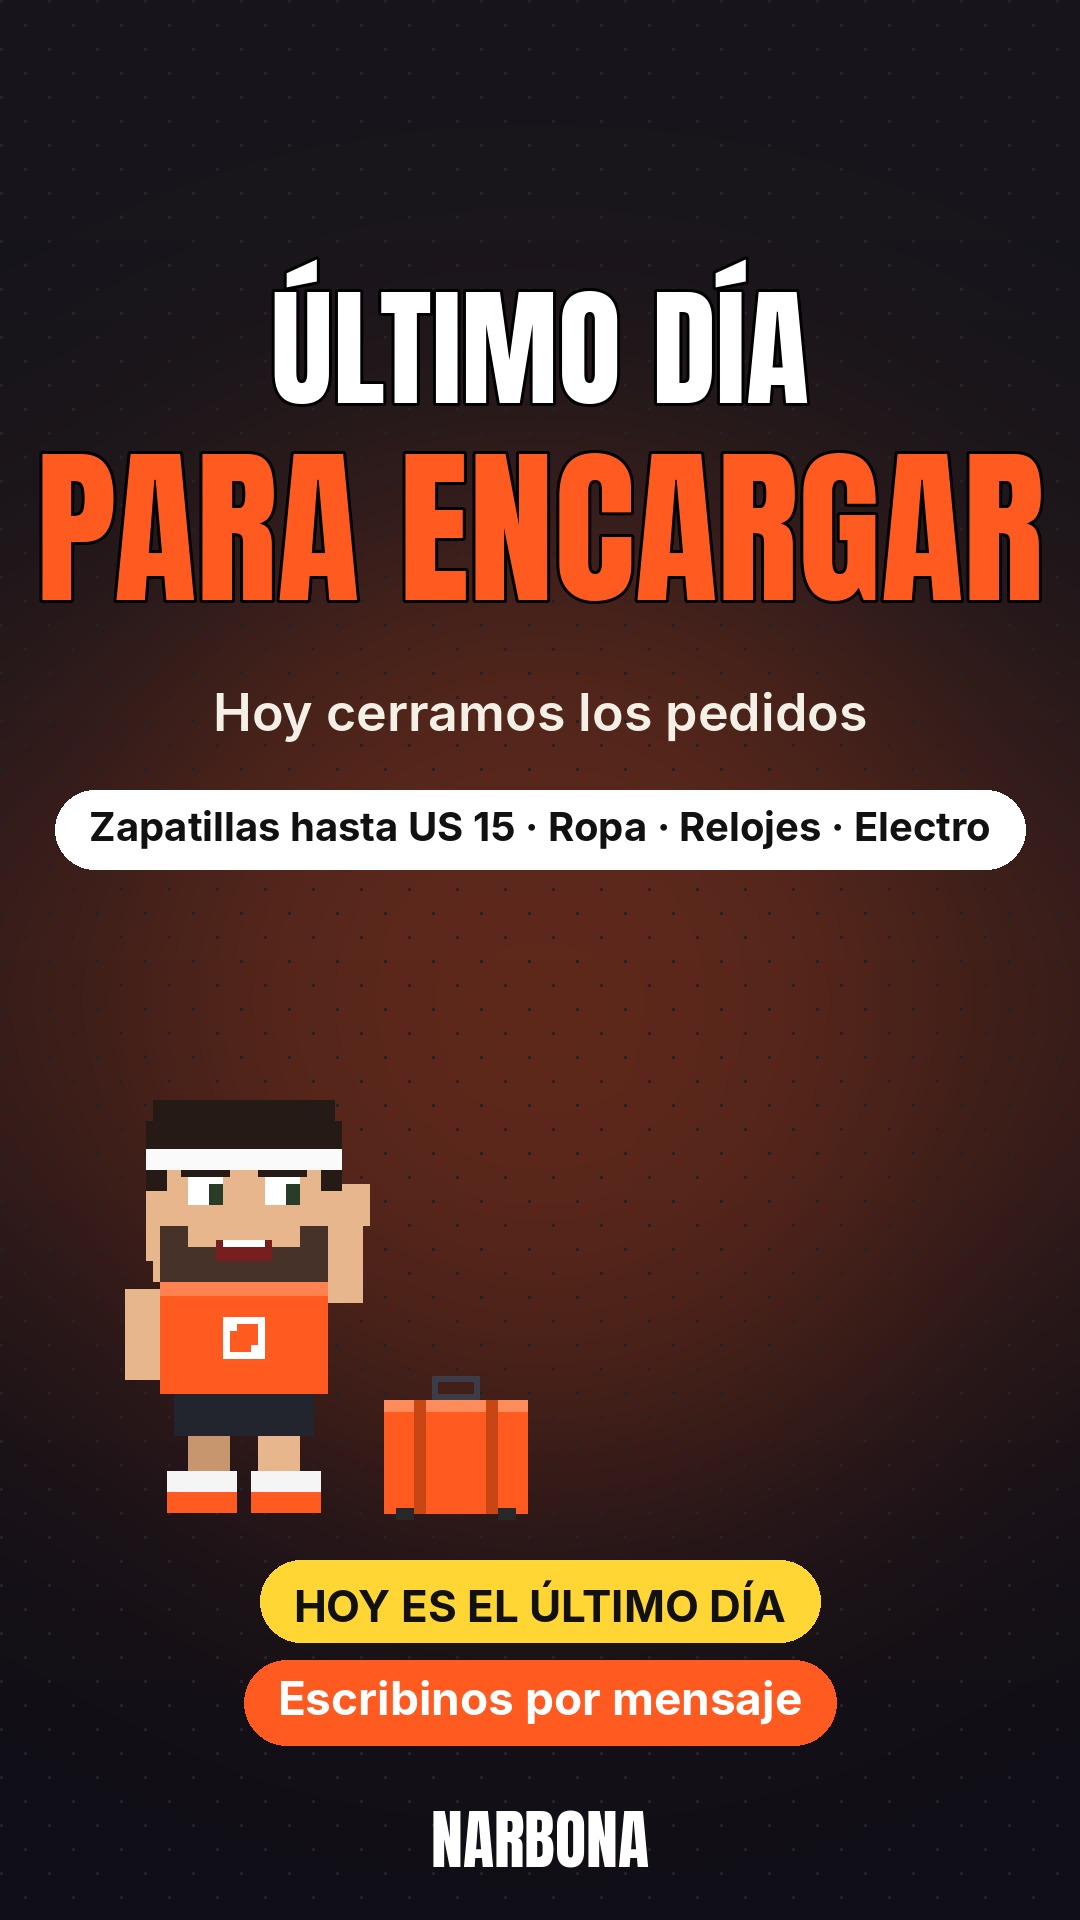 ÚLTIMO DÍA
PARA ENCARGAR
Hoy cerramos los pedidos
Zapatillas hasta US 15 · Ropa · Relojes · Electro
HOY ES EL ÚLTIMO DÍA
Escribinos por mensaje
NARBONA